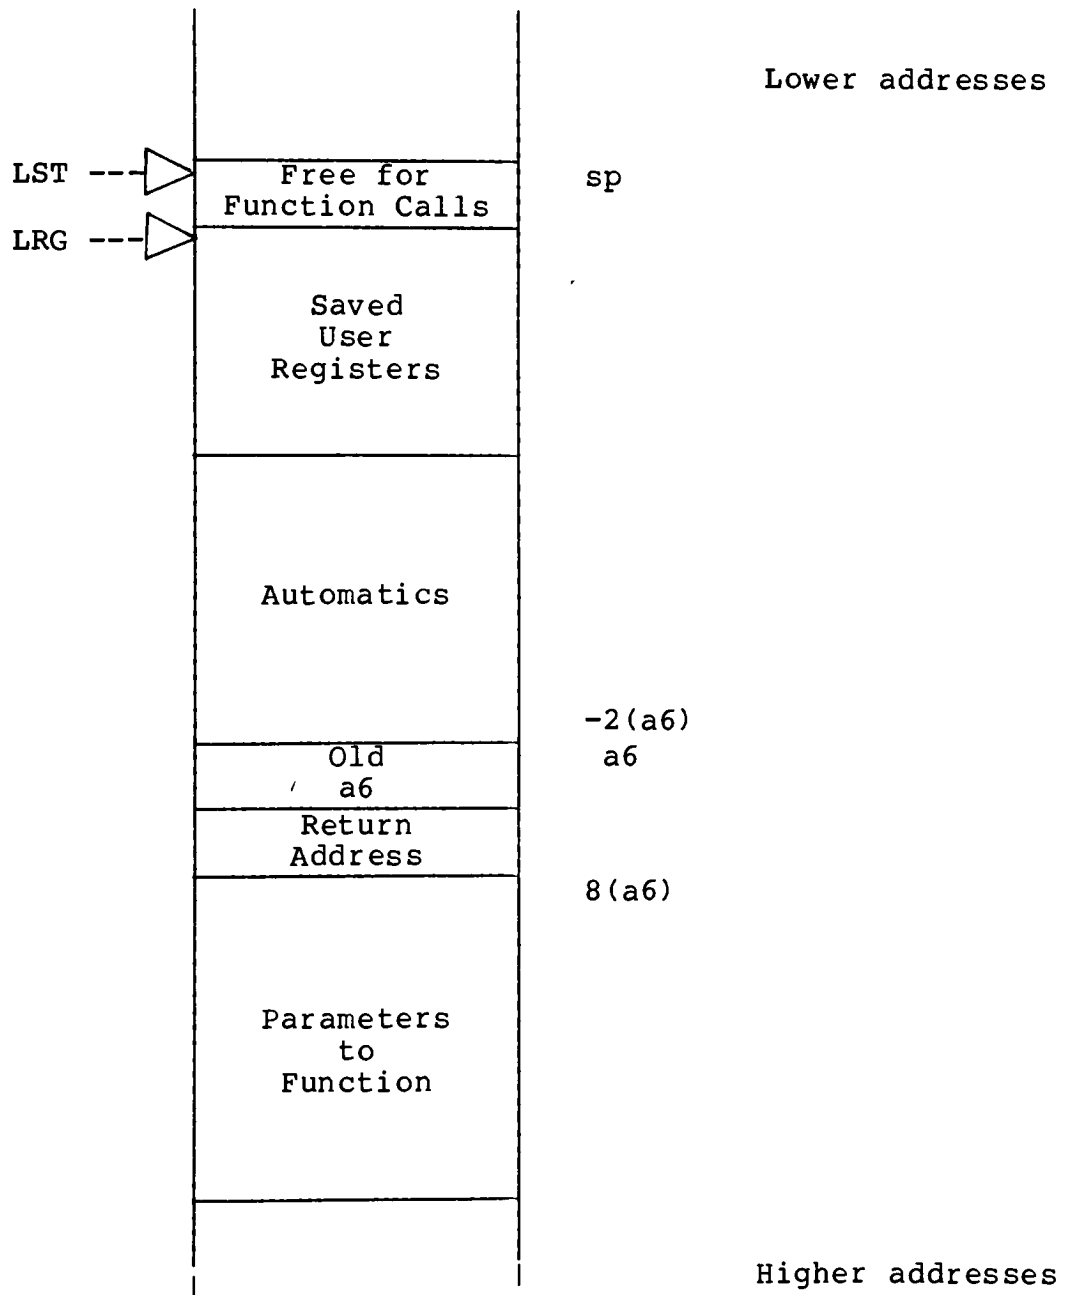 Lower addresses
LST
Free for
Function Calls
sp
LRG
Saved
User
Registers
Automatics
-2(a6)
Old
a6
a6
Return
Address
8(a6)
Parameters
to
Function
Higher addresses